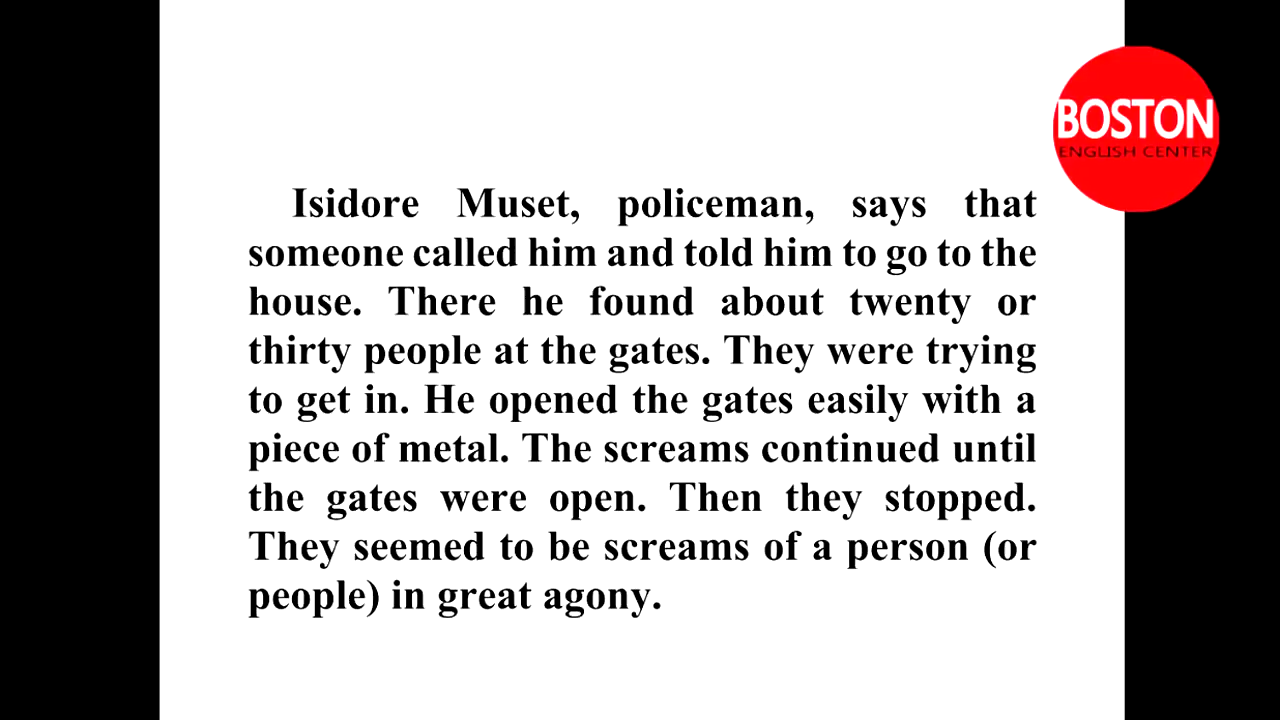 BOSTON
ENGLISH CENTER
Isidore Muset, policeman, says that
someone called him and told him to go to the
house. There he found about twenty or
thirty people at the gates. They were trying
to get in. He opened the gates easily with a
piece of metal. The screams continued until
the gates were open. Then they stopped.
They seemed to be screams of a person (or
people) in great agony.